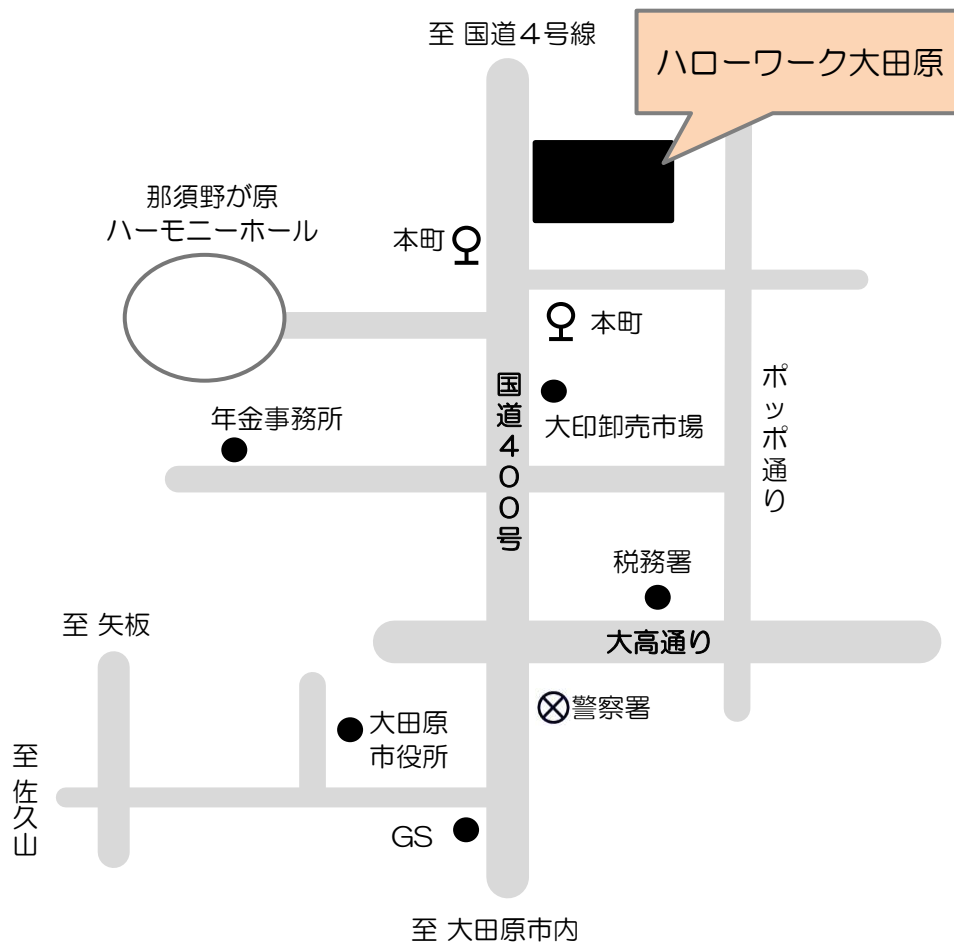 至 国道4号線
ハローワーク大田原
那須野が原
ハーモニーホール
本町
本町
国道400号
大印卸売市場
ポッポ通り
年金事務所
税務署
大高通り
至 矢板
警察署
大田原
市役所
至 佐久山
GS
至 大田原市内